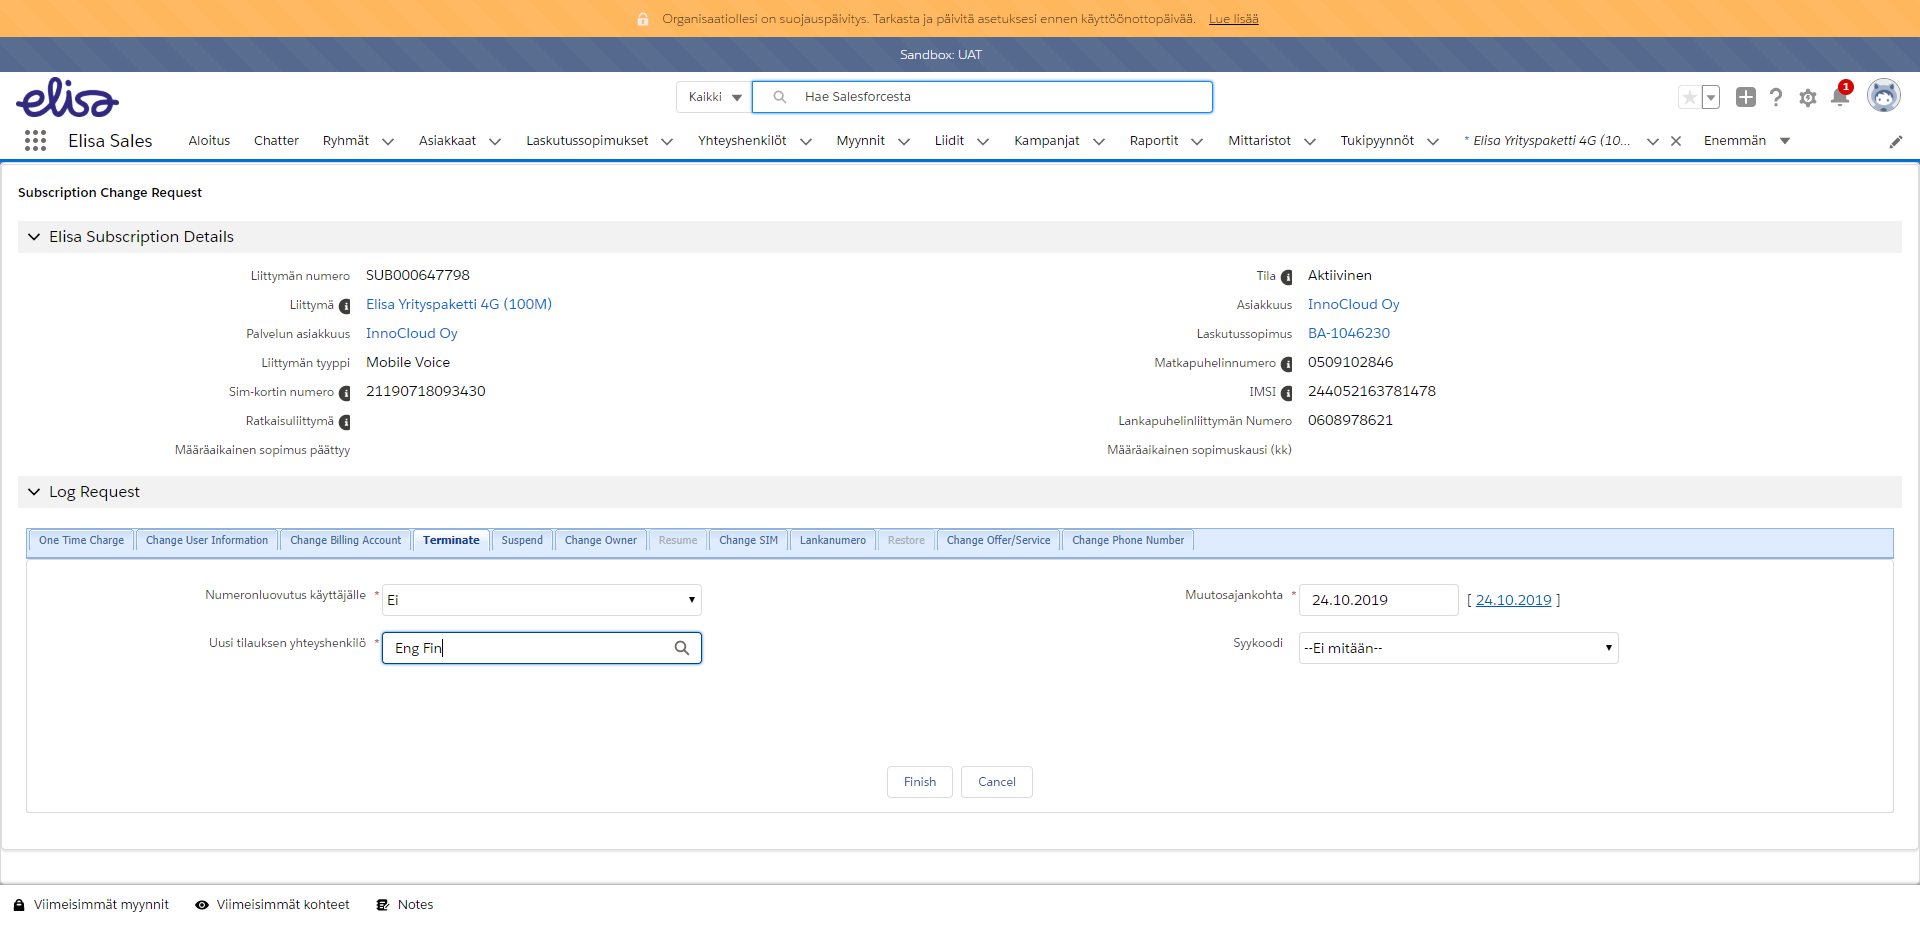 Organisaatiollesi on suojauspäivitys. Tarkasta ja päivitä asetuksesi ennen käyttöönottopäivää. Lue lisää
Sandbox: UAT
elisa
Kaikki
Hae Salesforcesta
1
Elisa Sales
Aloitus
Chatter
Ryhmät
Asiakkaat
Laskutussopimukset
Yhteyshenkilöt
Myynnit
Liidit
Kampanjat
Raportit
Mittaristot
Tukipyynnöt
* Elisa Yrityspaketti 4G (10...
Enemmän
Subscription Change Request
Elisa Subscription Details
Liittymän numero SUB000647798
Tila Aktiivinen
Liittymä Elisa Yrityspaketti 4G (100M)
Asiakkuus InnoCloud Oy
Palvelun asiakkuus InnoCloud Oy
Laskutussopimus BA-1046230
Liittymän tyyppi Mobile Voice
Matkapuhelinnumero 0509102846
Sim-kortin numero 21190718093430
IMSI 244052163781478
Ratkaisuliittymä
Lankapuhelinliittymän Numero 0608978621
Määräaikainen sopimus päättyy
Määräaikainen sopimuskausi (kk)
Log Request
One Time Charge
Change User Information
Change Billing Account
Terminate
Suspend
Change Owner
Resume
Change SIM
Lankanumero
Restore
Change Offer/Service
Change Phone Number
Numeronluovutus käyttäjälle * Ei
Muutosajankohta * 24.10.2019 [ 24.10.2019 ]
Uusi tilauksen yhteyshenkilö * Eng Fin
Syykoodi --Ei mitään--
Finish
Cancel
Viimeisimmät myynnit
Viimeisimmät kohteet
Notes